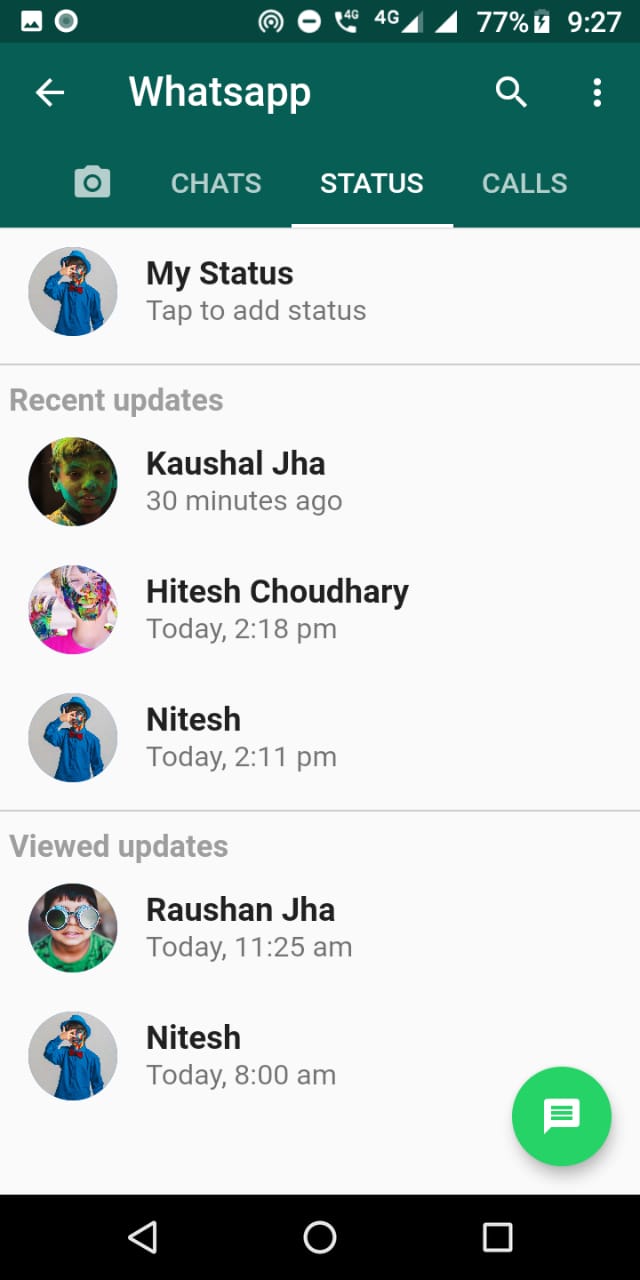 4G 4G 77% 9:27
Whatsapp
CHATS STATUS CALLS
My Status
Tap to add status
Recent updates
Kaushal Jha
30 minutes ago
Hitesh Choudhary
Today, 2:18 pm
Nitesh
Today, 2:11 pm
Viewed updates
Raushan Jha
Today, 11:25 am
Nitesh
Today, 8:00 am